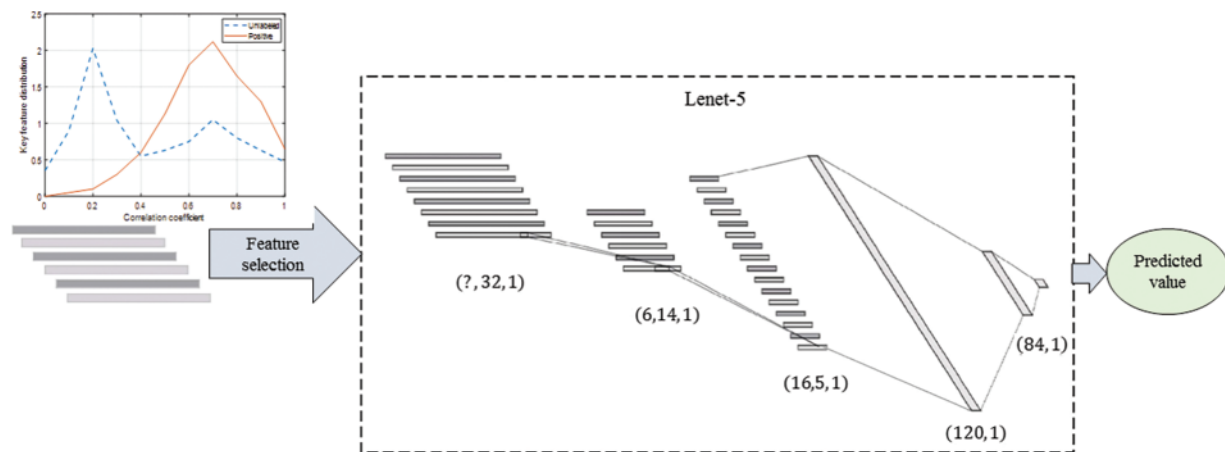 2.5
2
1.5
1
0.5
0
Key feature distribution
Unlabeled
Positive
0
0.2
0.4
0.6
0.8
1
Correlation coefficient
Feature
selection
Lenet-5
(?, 32, 1)
(6,14, 1)
(16,5, 1)
(120,1)
(84, 1)
Predicted
value